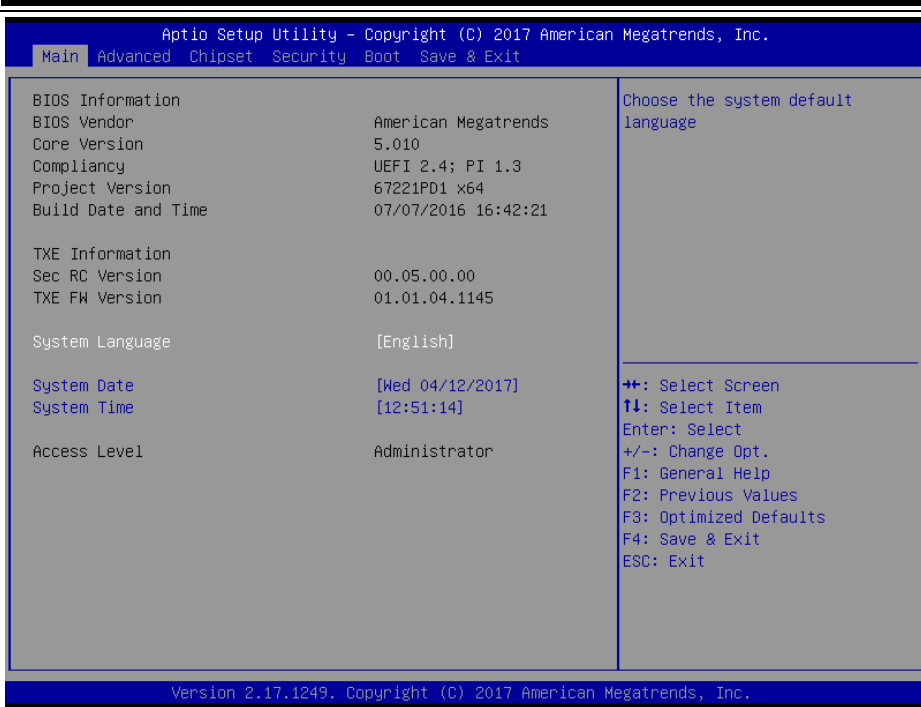 Aptio Setup Utility – Copyright (C) 2017 American Megatrends, Inc.
Main Advanced Chipset Security Boot Save & Exit
BIOS Information
BIOS Vendor American Megatrends
Core Version 5.010
Compliancy UEFI 2.4; PI 1.3
Project Version 67221PD1 x64
Build Date and Time 07/07/2016 16:42:21
TXE Information
Sec RC Version 00.05.00.00
TXE FW Version 01.01.04.1145
System Language [English]
System Date [Wed 04/12/2017]
System Time [12:51:14]
Access Level Administrator
Choose the system default
language
→←: Select Screen
↑↓: Select Item
Enter: Select
+/-: Change Opt.
F1: General Help
F2: Previous Values
F3: Optimized Defaults
F4: Save & Exit
ESC: Exit
Version 2.17.1249. Copyright (C) 2017 American Megatrends, Inc.